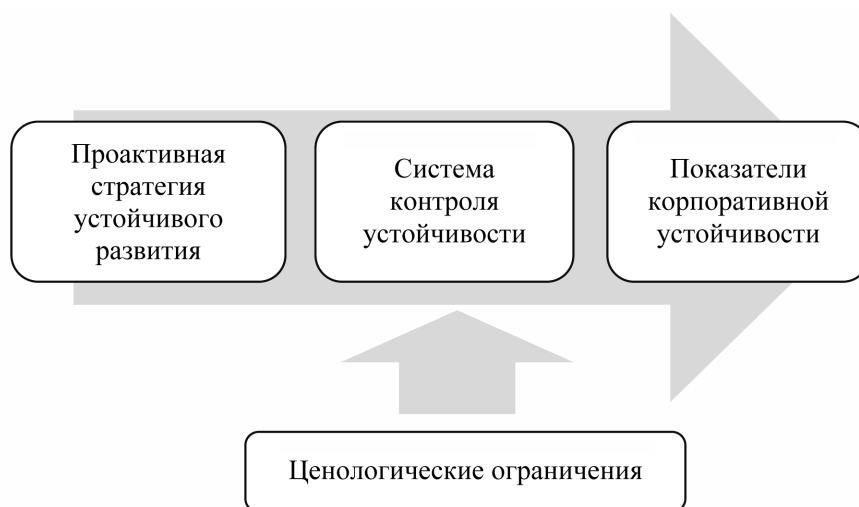 Проактивная
стратегия
устойчивого
развития
Система
контроля
устойчивости
Показатели
корпоративной
устойчивости
Ценологические ограничения